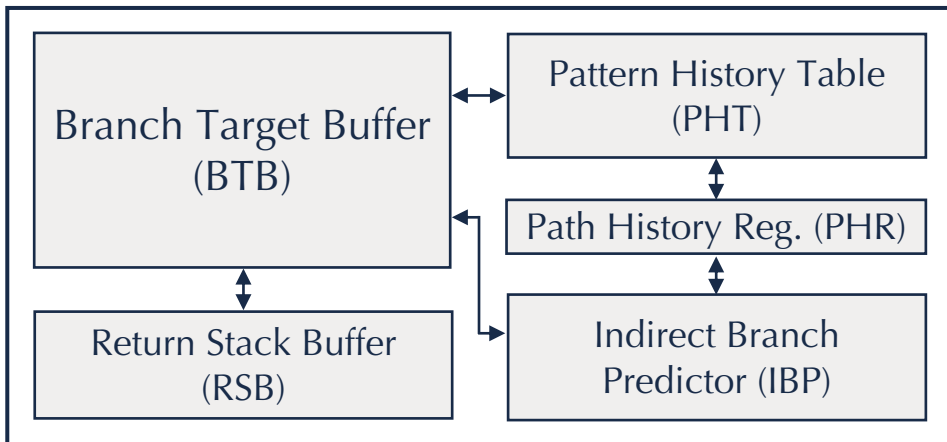 Branch Target Buffer
(BTB)
Pattern History Table
(PHT)
Path History Reg. (PHR)
Return Stack Buffer
(RSB)
Indirect Branch
Predictor (IBP)